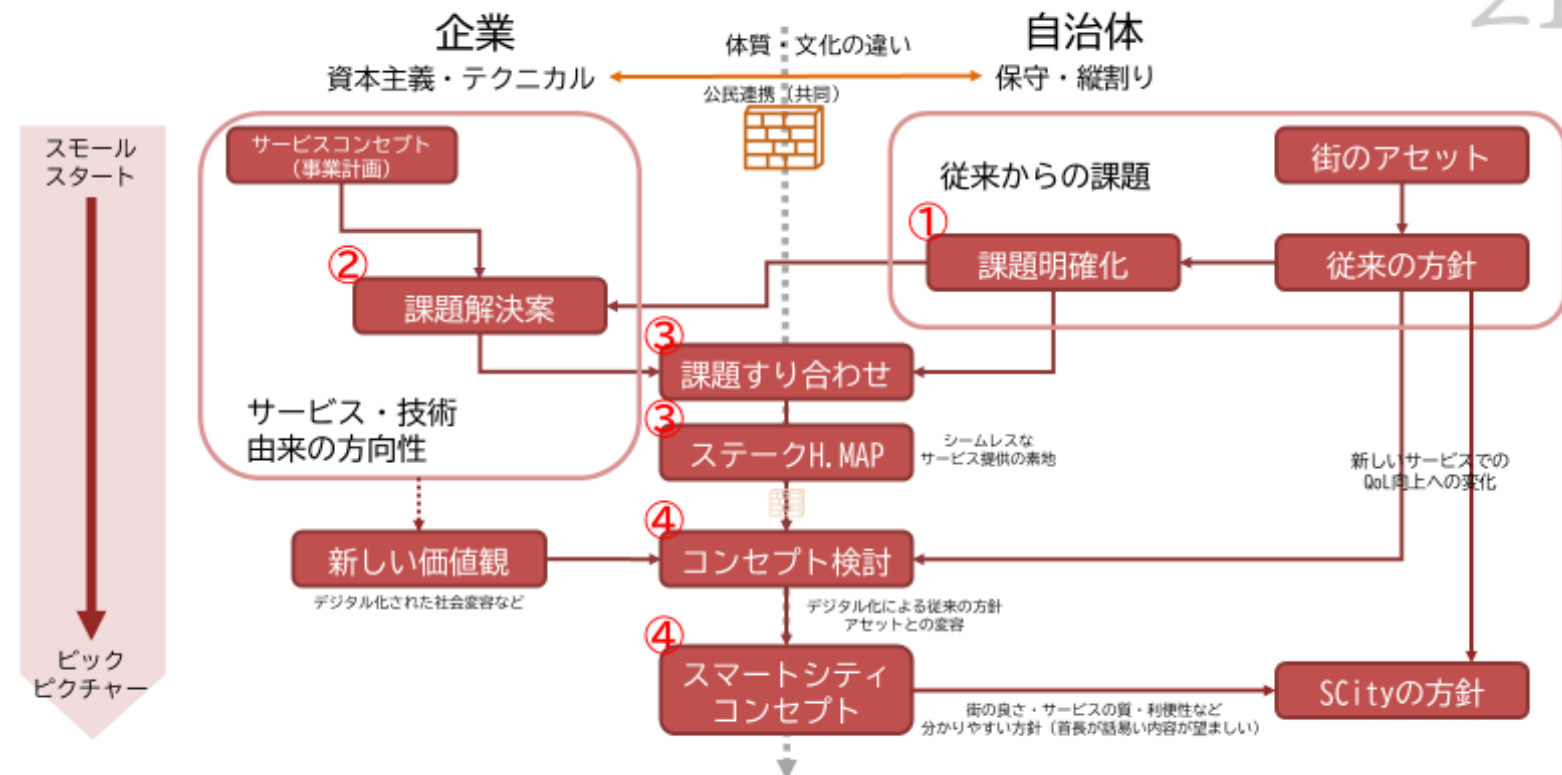 企業
体質・文化の違い
自治体
資本主義・テクニカル
保守・縦割り
公民連携（共同）
スモール
スタート
サービスコンセプト
（事業計画）
従来からの課題
街のアセット
①
課題明確化
従来の方針
②
課題解決案
③
課題すり合わせ
サービス・技術
由来の方向性
③
ステークH.MAP
シームレスな
サービス提供の素地
新しいサービスでの
QoL向上への変化
④
新しい価値観
コンセプト検討
デジタル化された社会変容など
デジタル化による従来の方針
アセットとの変容
④
ビック
ピクチャー
スマートシティ
コンセプト
SCityの方針
街の良さ・サービスの質・利便性など
分かりやすい方針（首長が話易い内容が望ましい）